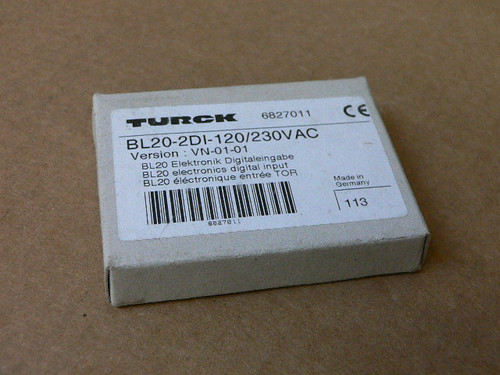 TURCK 6827011 CE
BL20-2DI-120/230VAC
Version : VN-01-01
BL20 Elektronik Digitaleingabe
BL20 electronics digital input
BL20 éléctronique entrée TOR
Made in
Germany
113
6827011